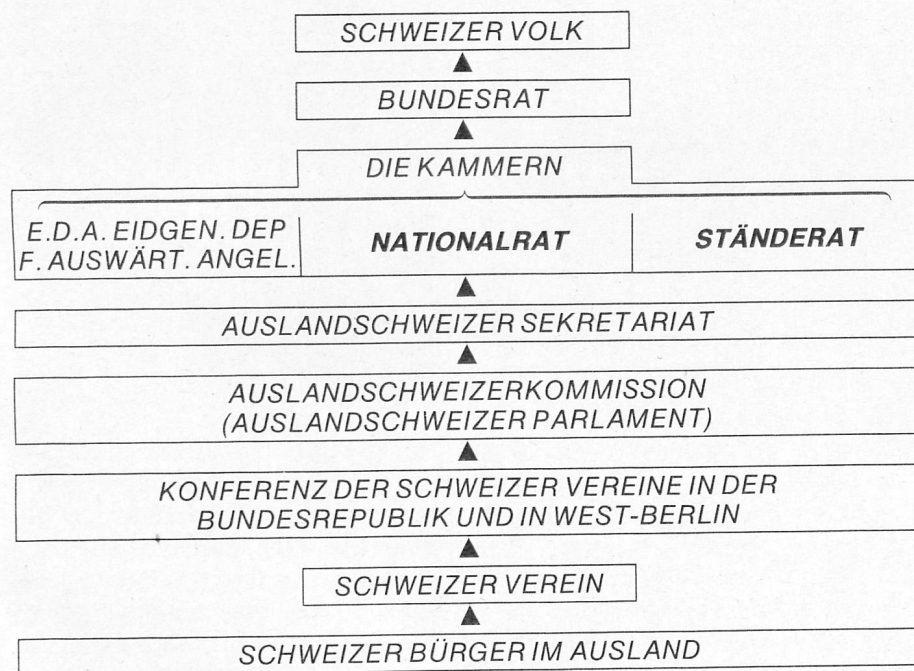 SCHWEIZER VOLK
BUNDESRAT
DIE KAMMERN
E.D.A. EIDGEN. DEP
F. AUSWÄRT. ANGEL.
NATIONALRAT
STÄNDERAT
AUSLANDSCHWEIZER SEKRETARIAT
AUSLANDSCHWEIZERKOMMISSION
(AUSLANDSCHWEIZER PARLAMENT)
KONFERENZ DER SCHWEIZER VEREINE IN DER
BUNDESREPUBLIK UND IN WEST-BERLIN
SCHWEIZER VEREIN
SCHWEIZER BÜRGER IM AUSLAND